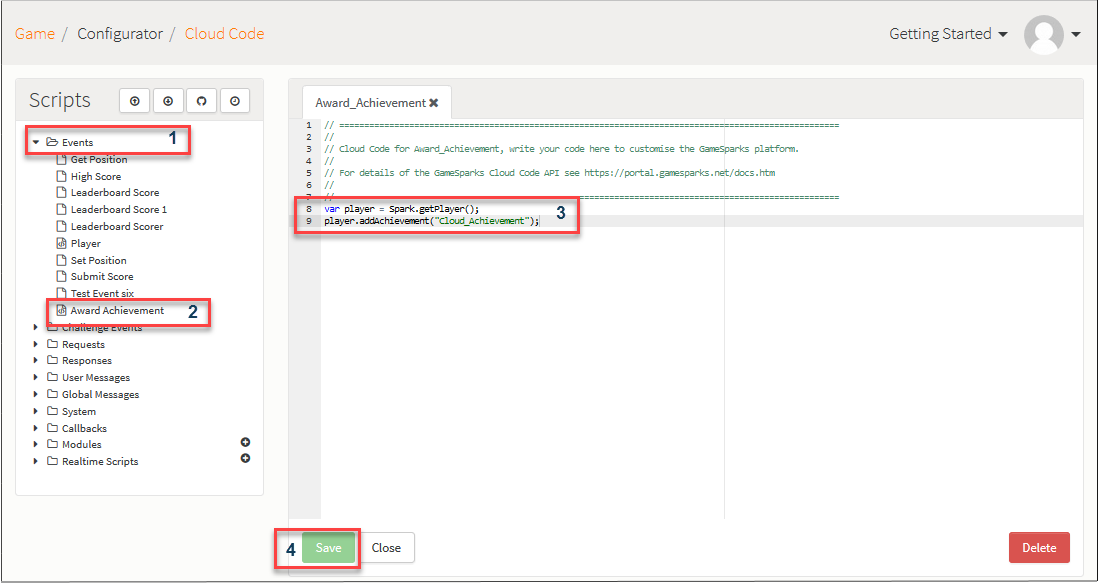 Game / Configurator / Cloud Code
Getting Started
Scripts
1
Events
Get Position
High Score
Leaderboard Score
Leaderboard Score 1
Leaderboard Scorer
Player
Set Position
Submit Score
Test Event six
Award Achievement 2
Challenge Events
Requests
Responses
User Messages
Global Messages
System
Callbacks
Modules
Realtime Scripts
Award_Achievement
1 // ====================================================================================================
2 //
3 // Cloud Code for Award_Achievement, write your code here to customise the GameSparks platform.
4 //
5 // For details of the GameSparks Cloud Code API see https://portal.gamesparks.net/docs.htm
6 //
7 // ====================================================================================================
8 var player = Spark.getPlayer();
9 player.addAchievement("Cloud_Achievement");
3
4 Save Close
Delete